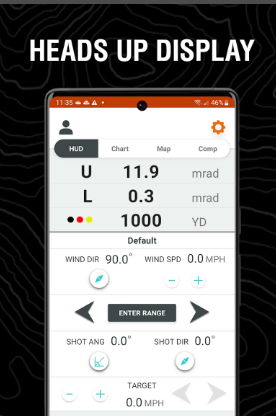 HEADS UP DISPLAY
11:35
46%
HUD Chart Map Comp
U 11.9 mrad
L 0.3 mrad
1000 YD
Default
WIND DIR 90.0° WIND SPD 0.0 MPH
ENTER RANGE
SHOT ANG 0.0° SHOT DIR 0.0°
TARGET
0.0 MPH